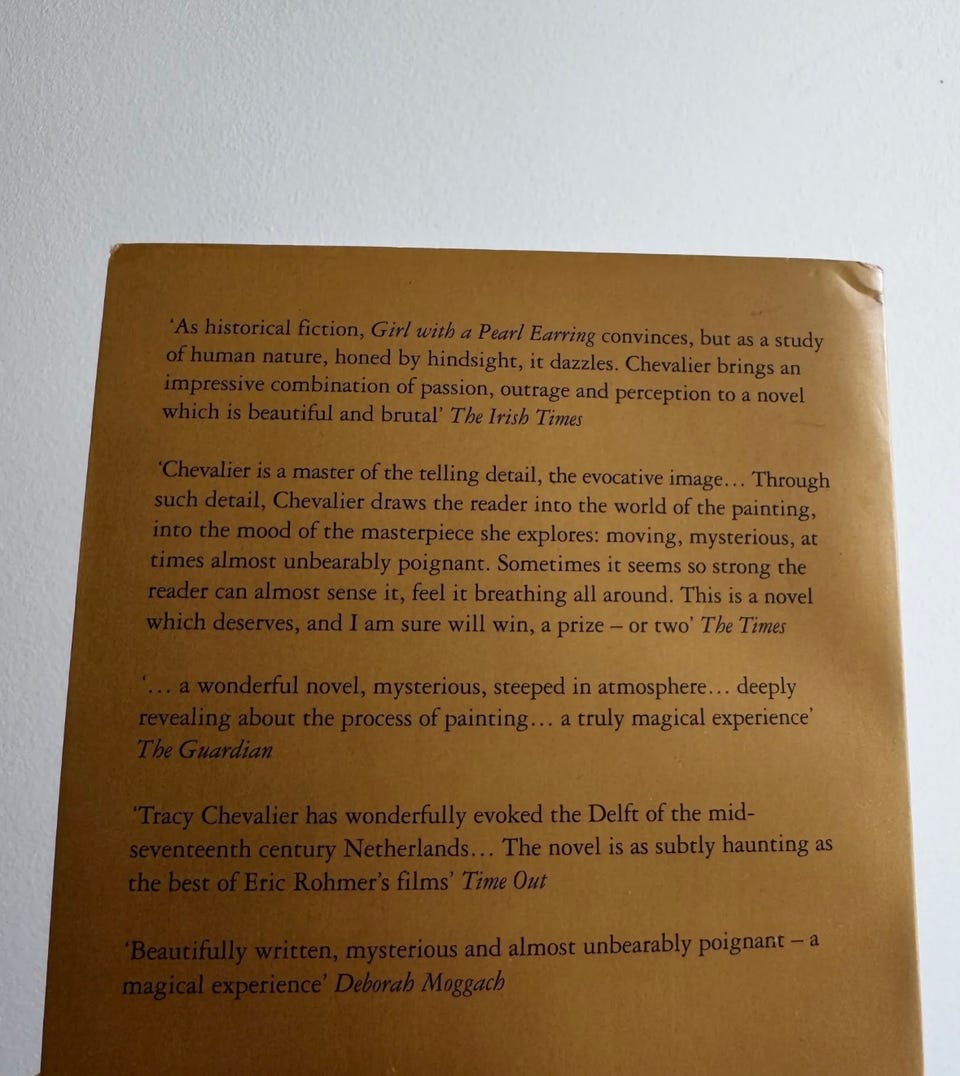 ‘As historical fiction, Girl with a Pearl Earring convinces, but as a study
of human nature, honed by hindsight, it dazzles. Chevalier brings an
impressive combination of passion, outrage and perception to a novel
which is beautiful and brutal’ The Irish Times
‘Chevalier is a master of the telling detail, the evocative image... Through
such detail, Chevalier draws the reader into the world of the painting,
into the mood of the masterpiece she explores: moving, mysterious, at
times almost unbearably poignant. Sometimes it seems so strong the
reader can almost sense it, feel it breathing all around. This is a novel
which deserves, and I am sure will win, a prize – or two’ The Times
‘... a wonderful novel, mysterious, steeped in atmosphere... deeply
revealing about the process of painting... a truly magical experience’
The Guardian
‘Tracy Chevalier has wonderfully evoked the Delft of the mid-
seventeenth century Netherlands... The novel is as subtly haunting as
the best of Eric Rohmer’s films’ Time Out
‘Beautifully written, mysterious and almost unbearably poignant – a
magical experience’ Deborah Moggach